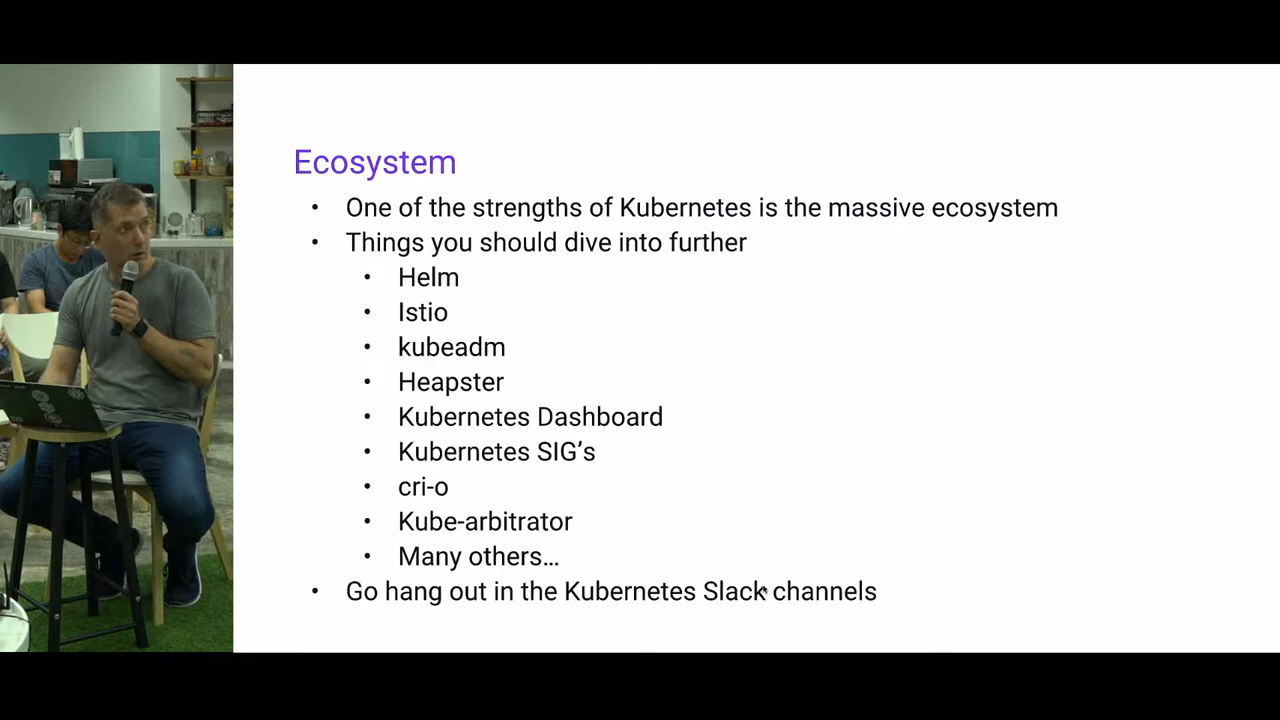 Ecosystem
• One of the strengths of Kubernetes is the massive ecosystem
• Things you should dive into further
• Helm
• Istio
• kubeadm
• Heapster
• Kubernetes Dashboard
• Kubernetes SIG’s
• cri-o
• Kube-arbitrator
• Many others…
• Go hang out in the Kubernetes Slack channels